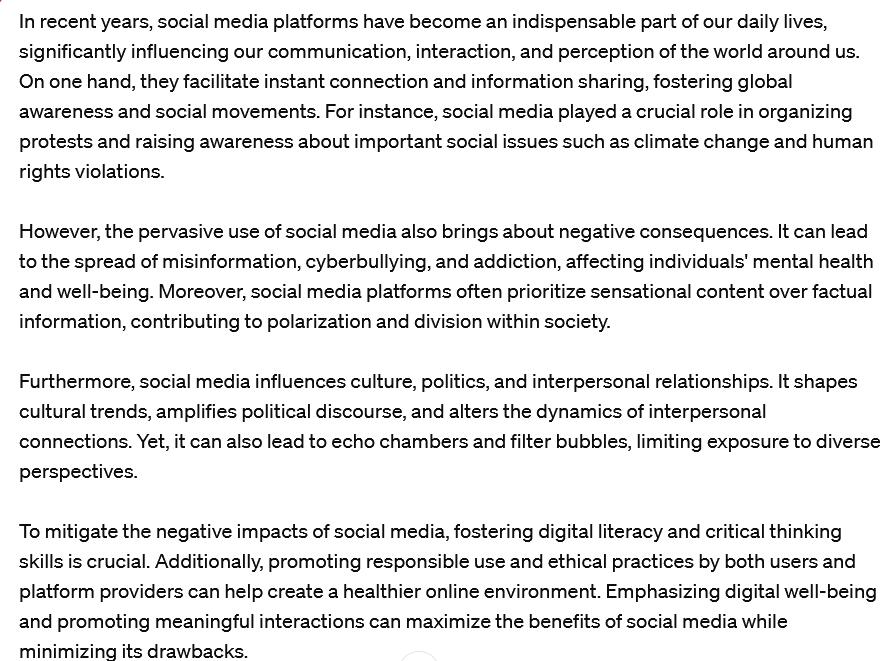 In recent years, social media platforms have become an indispensable part of our daily lives,
significantly influencing our communication, interaction, and perception of the world around us.
On one hand, they facilitate instant connection and information sharing, fostering global
awareness and social movements. For instance, social media played a crucial role in organizing
protests and raising awareness about important social issues such as climate change and human
rights violations.
However, the pervasive use of social media also brings about negative consequences. It can lead
to the spread of misinformation, cyberbullying, and addiction, affecting individuals' mental health
and well-being. Moreover, social media platforms often prioritize sensational content over factual
information, contributing to polarization and division within society.
Furthermore, social media influences culture, politics, and interpersonal relationships. It shapes
cultural trends, amplifies political discourse, and alters the dynamics of interpersonal
connections. Yet, it can also lead to echo chambers and filter bubbles, limiting exposure to diverse
perspectives.
To mitigate the negative impacts of social media, fostering digital literacy and critical thinking
skills is crucial. Additionally, promoting responsible use and ethical practices by both users and
platform providers can help create a healthier online environment. Emphasizing digital well-being
and promoting meaningful interactions can maximize the benefits of social media while
minimizing its drawbacks.